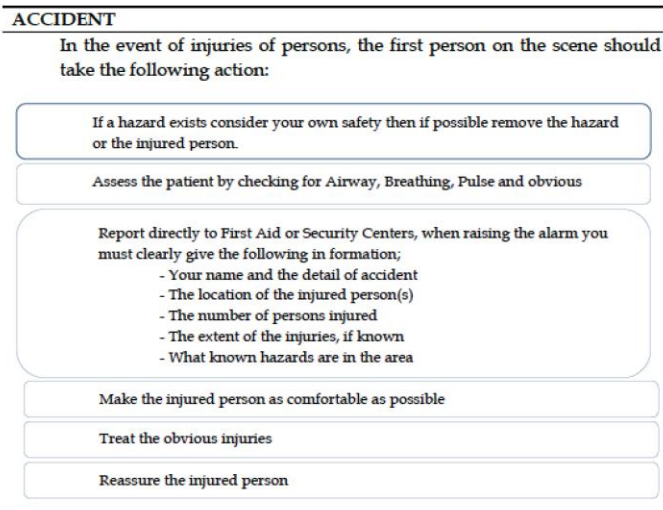 ACCIDENT
In the event of injuries of persons, the first person on the scene should
take the following action:
If a hazard exists consider your own safety then if possible remove the hazard
or the injured person.
Assess the patient by checking for Airway, Breathing, Pulse and obvious
Report directly to First Aid or Security Centers, when raising the alarm you
must clearly give the following in formation;
- Your name and the detail of accident
- The location of the injured person(s)
- The number of persons injured
- The extent of the injuries, if known
- What known hazards are in the area
Make the injured person as comfortable as possible
Treat the obvious injuries
Reassure the injured person